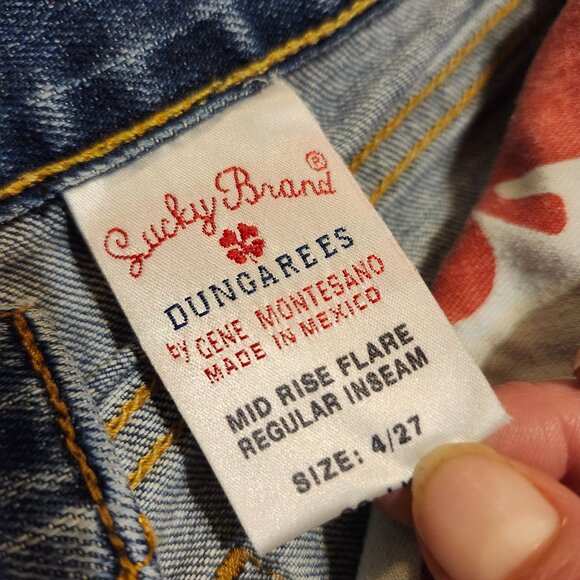 Lucky Brand ®
DUNGAREES
by GENE MONTESANO
MADE IN MEXICO
MID RISE FLARE
REGULAR INSEAM
SIZE: 4/27